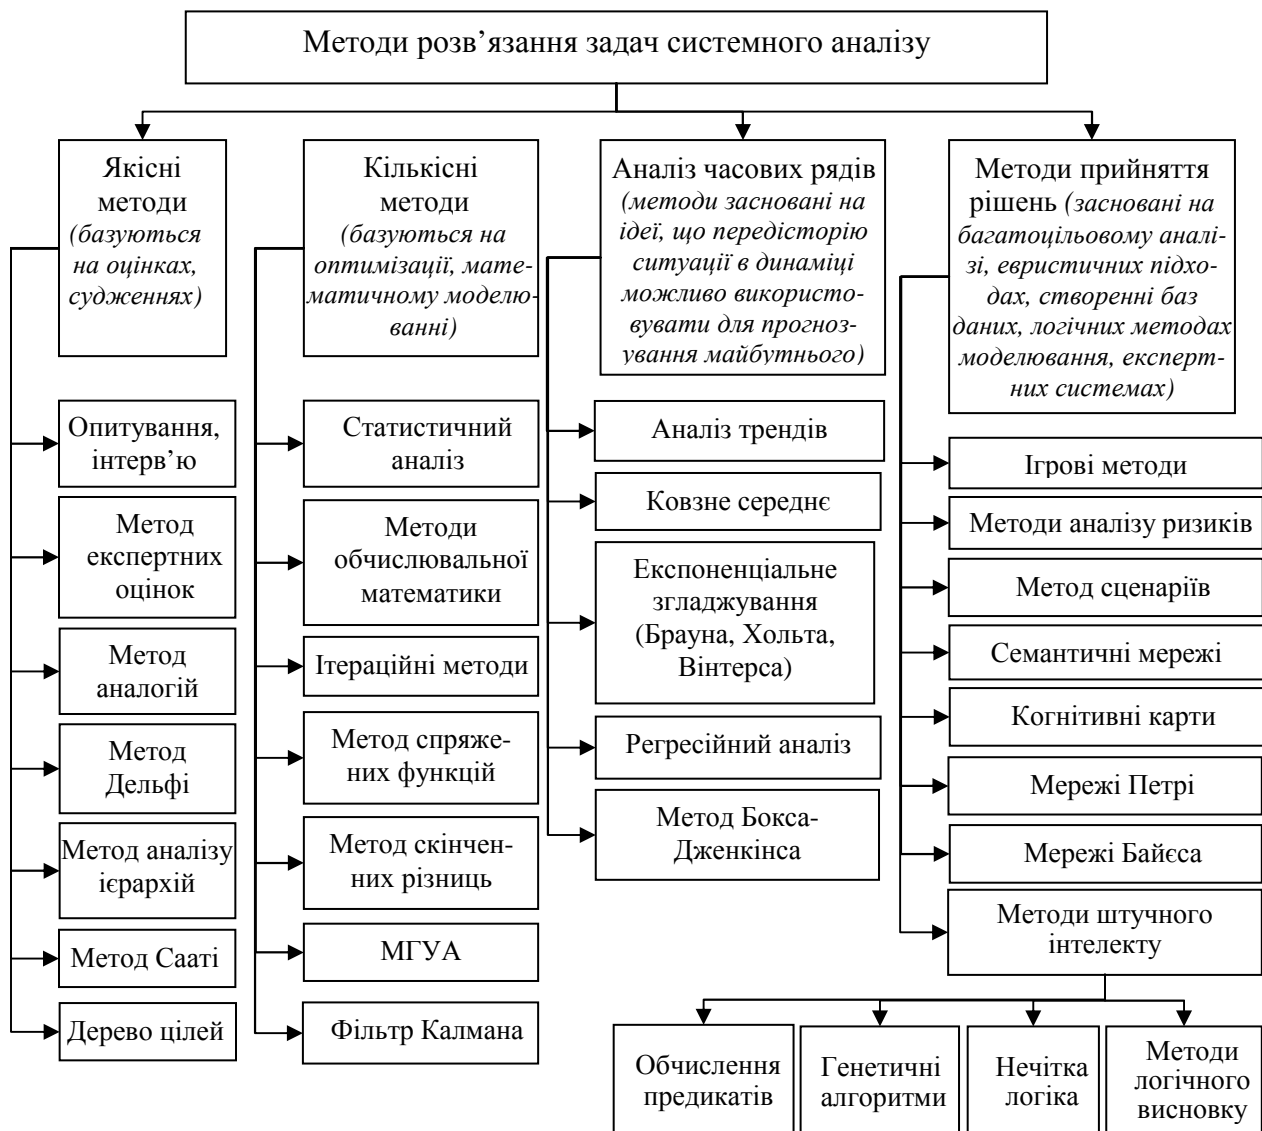 Методи розв’язання задач системного аналізу
Якісні
методи
(базуються
на оцінках,
судженнях)
Опитування,
інтерв’ю
Метод
експертних
оцінок
Метод
аналогій
Метод
Дельфі
Метод аналізу
ієрархій
Метод Сааті
Дерево цілей
Кількісні
методи
(базуються на
оптимізації, мате-
матичному моделю-
ванні)
Статистичний
аналіз
Методи
обчислювальної
математики
Ітераційні методи
Метод спряже-
них функцій
Метод скінчен-
них різниць
МГУА
Фільтр Калмана
Аналіз часових рядів
(методи засновані на
ідеї, що передісторію
ситуації в динаміці
можливо використо-
вувати для прогноз-
ування майбутнього)
Аналіз трендів
Ковзне середнє
Експоненціальне
згладжування
(Брауна, Хольта,
Вінтерса)
Регресійний аналіз
Метод Бокса-
Дженкінса
Методи прийняття
рішень (засновані на
багатоцільовому аналі-
зі, евристичних підхо-
дах, створенні баз
даних, логічних методах
моделювання, експерт-
них системах)
Ігрові методи
Методи аналізу ризиків
Метод сценаріїв
Семантичні мережі
Когнітивні карти
Мережі Петрі
Мережі Байєса
Методи штучного
інтелекту
Обчислення
предикатів
Генетичні
алгоритми
Нечітка
логіка
Методи
логічного
висновку